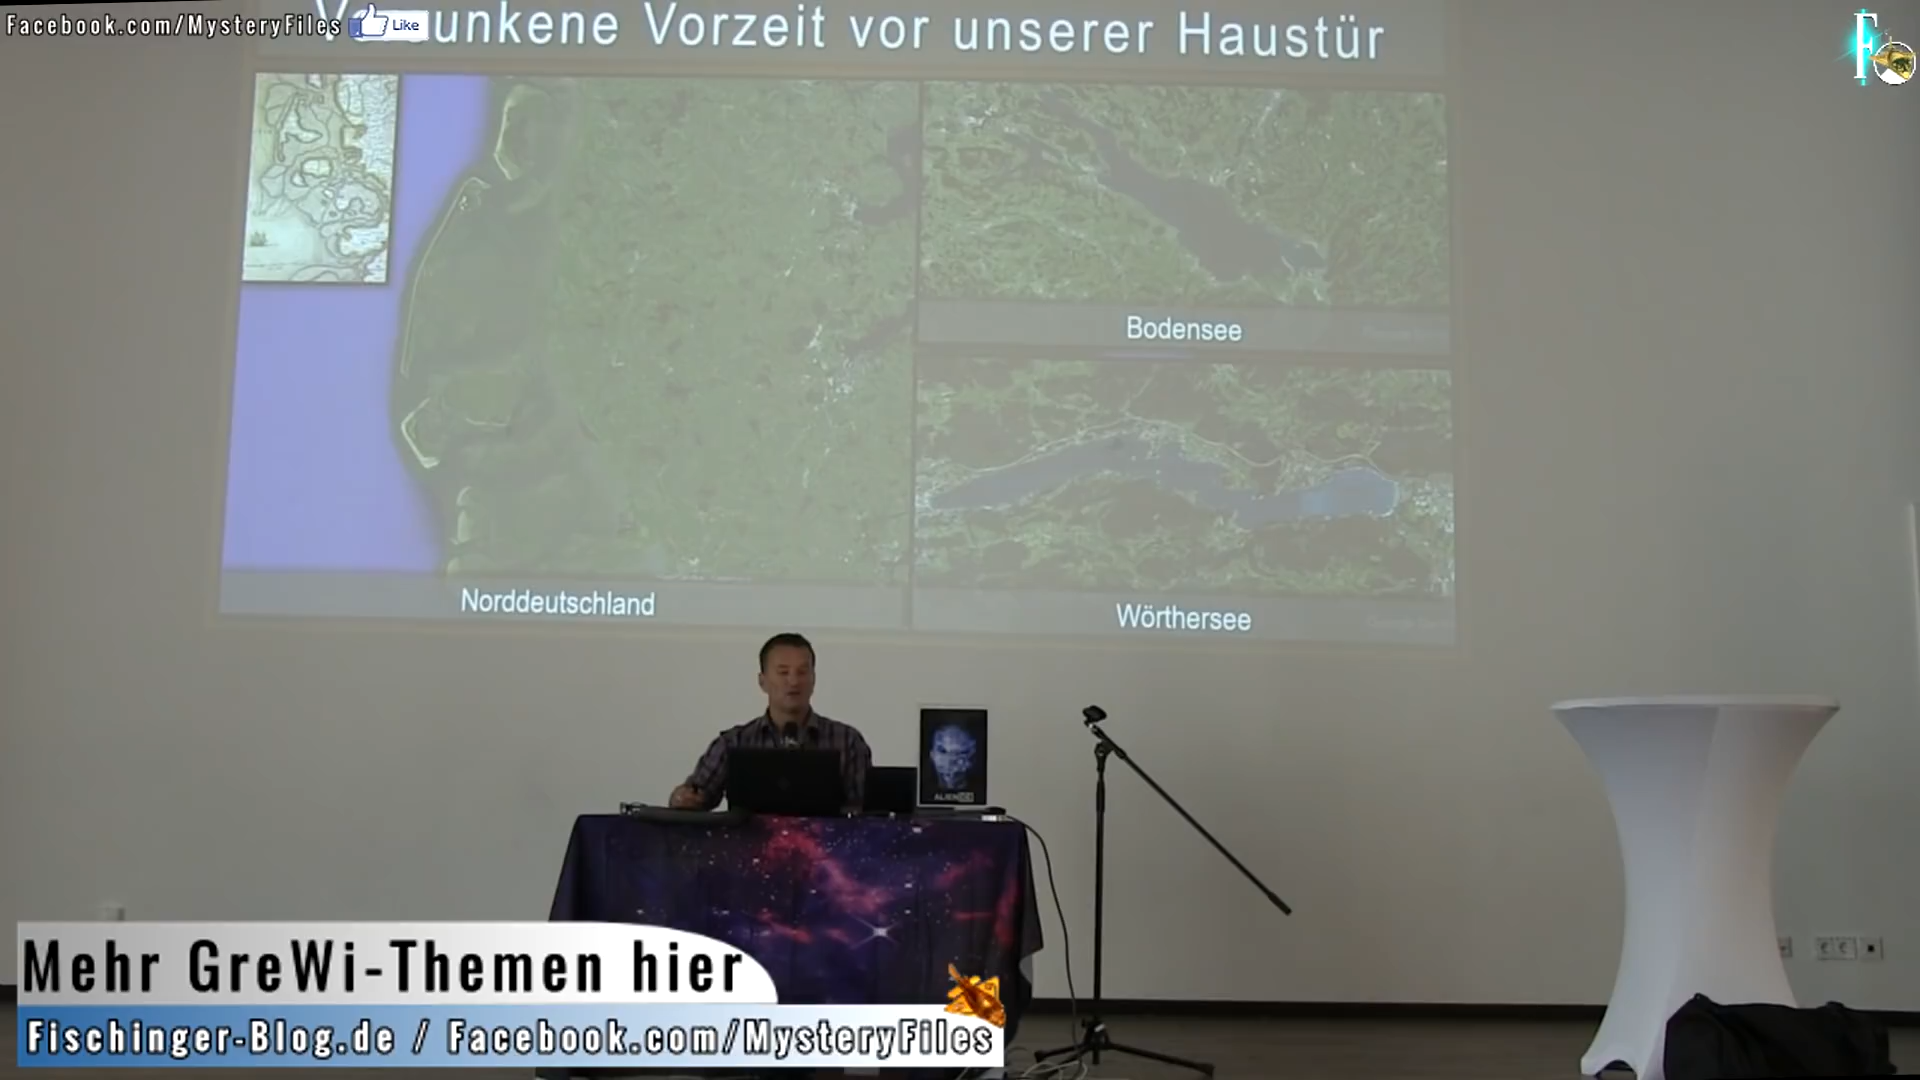 Facebook.com/MysteryFiles Like
unkene Vorzeit vor unserer Haustür
Bodensee
Norddeutschland
Wörthersee
ALIEN
Mehr GreWi-Themen hier
Fischinger-Blog.de / Facebook.com/MysteryFiles